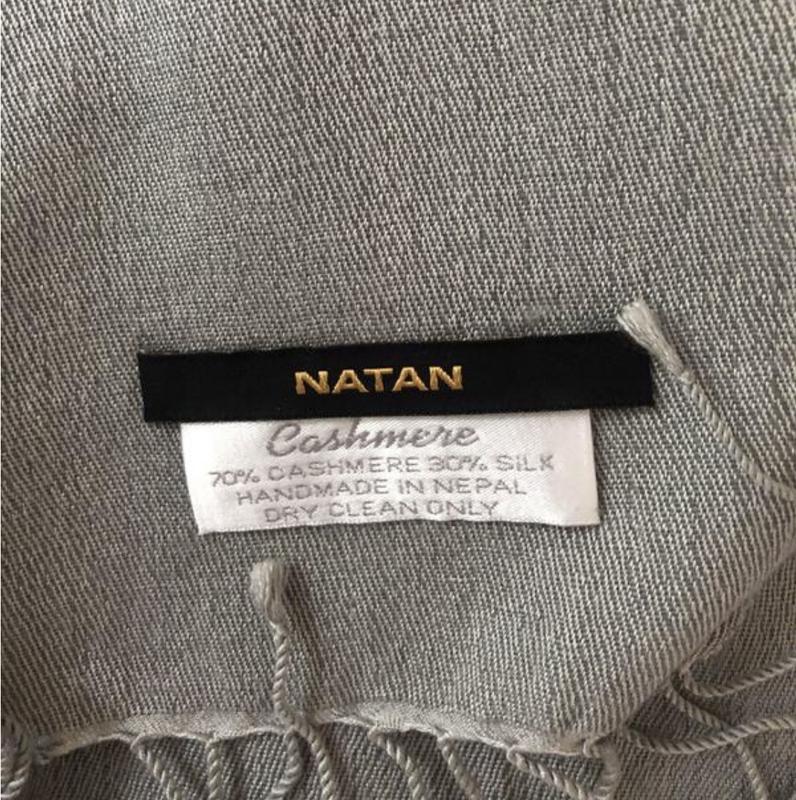 NATAN
Cashmere
70% CASHMERE 30% SILK
HANDMADE IN NEPAL
DRY CLEAN ONLY